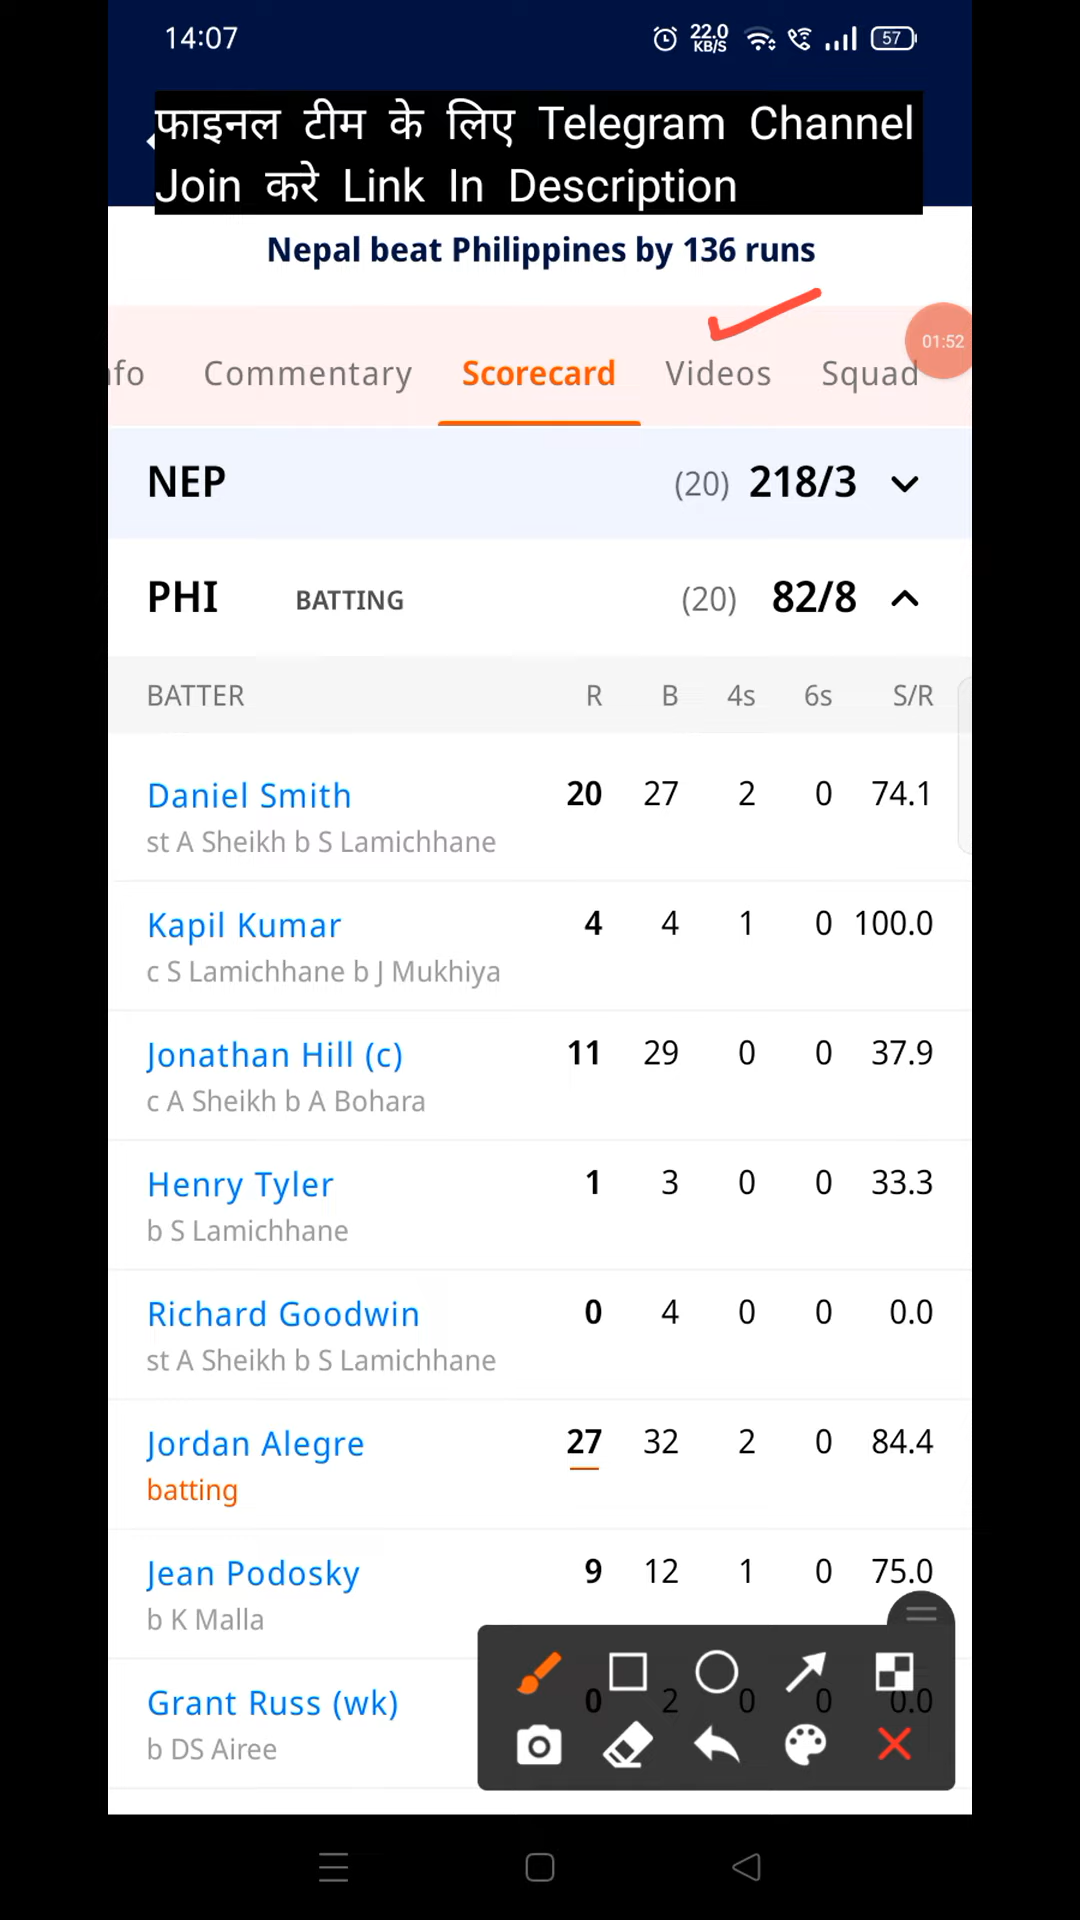 14:07 22.0 KB/S 57
फाइनल टीम के लिए Telegram Channel
Join करे Link In Description
Nepal beat Philippines by 136 runs
01:52
nfo Commentary Scorecard Videos Squad
NEP (20) 218/3
PHI BATTING (20) 82/8
BATTER R B 4s 6s S/R
Daniel Smith 20 27 2 0 74.1
st A Sheikh b S Lamichhane
Kapil Kumar 4 4 1 0 100.0
c S Lamichhane b J Mukhiya
Jonathan Hill (c) 11 29 0 0 37.9
c A Sheikh b A Bohara
Henry Tyler 1 3 0 0 33.3
b S Lamichhane
Richard Goodwin 0 4 0 0 0.0
st A Sheikh b S Lamichhane
Jordan Alegre 27 32 2 0 84.4
batting
Jean Podosky 9 12 1 0 75.0
b K Malla
Grant Russ (wk) 0 2 0 0 0.0
b DS Airee